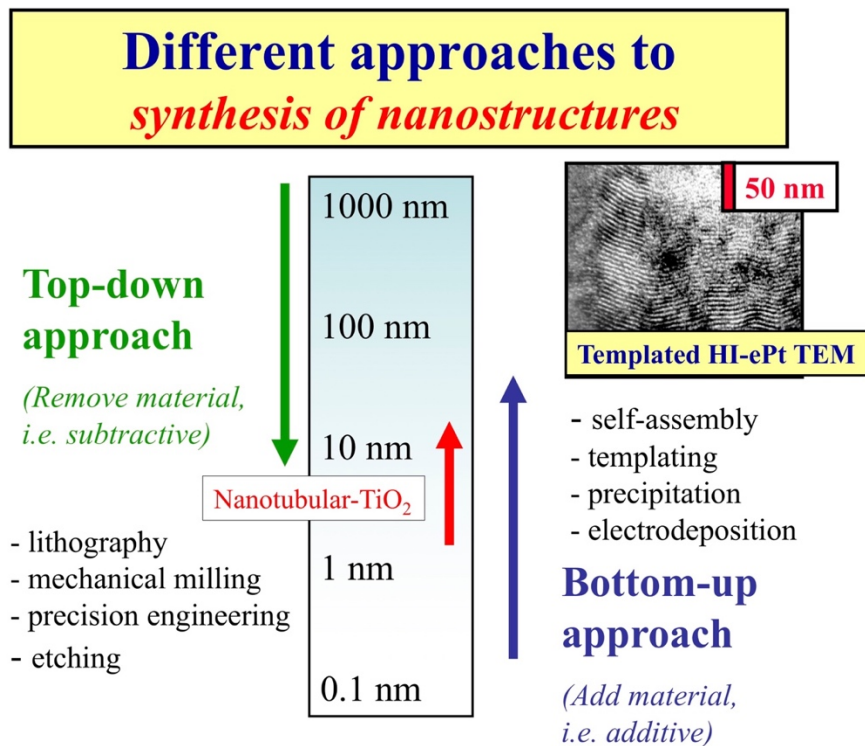 Different approaches to
synthesis of nanostructures
1000 nm
100 nm
10 nm
1 nm
0.1 nm
Top-down
approach
(Remove material,
i.e. subtractive)
Nanotubular-TiO₂
- lithography
- mechanical milling
- precision engineering
- etching
50 nm
Templated HI-ePt TEM
- self-assembly
- templating
- precipitation
- electrodeposition
Bottom-up
approach
(Add material,
i.e. additive)